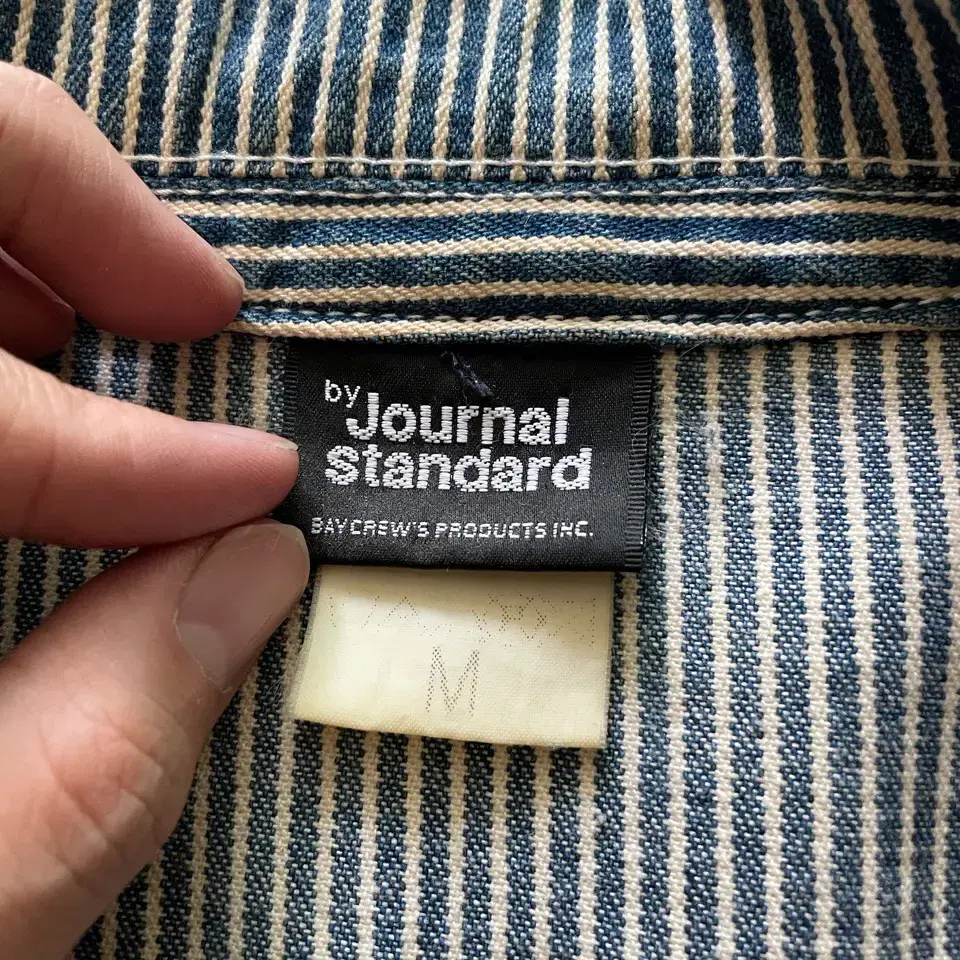 by
Journal
standard
BAYCREW'S PRODUCTS INC.
M